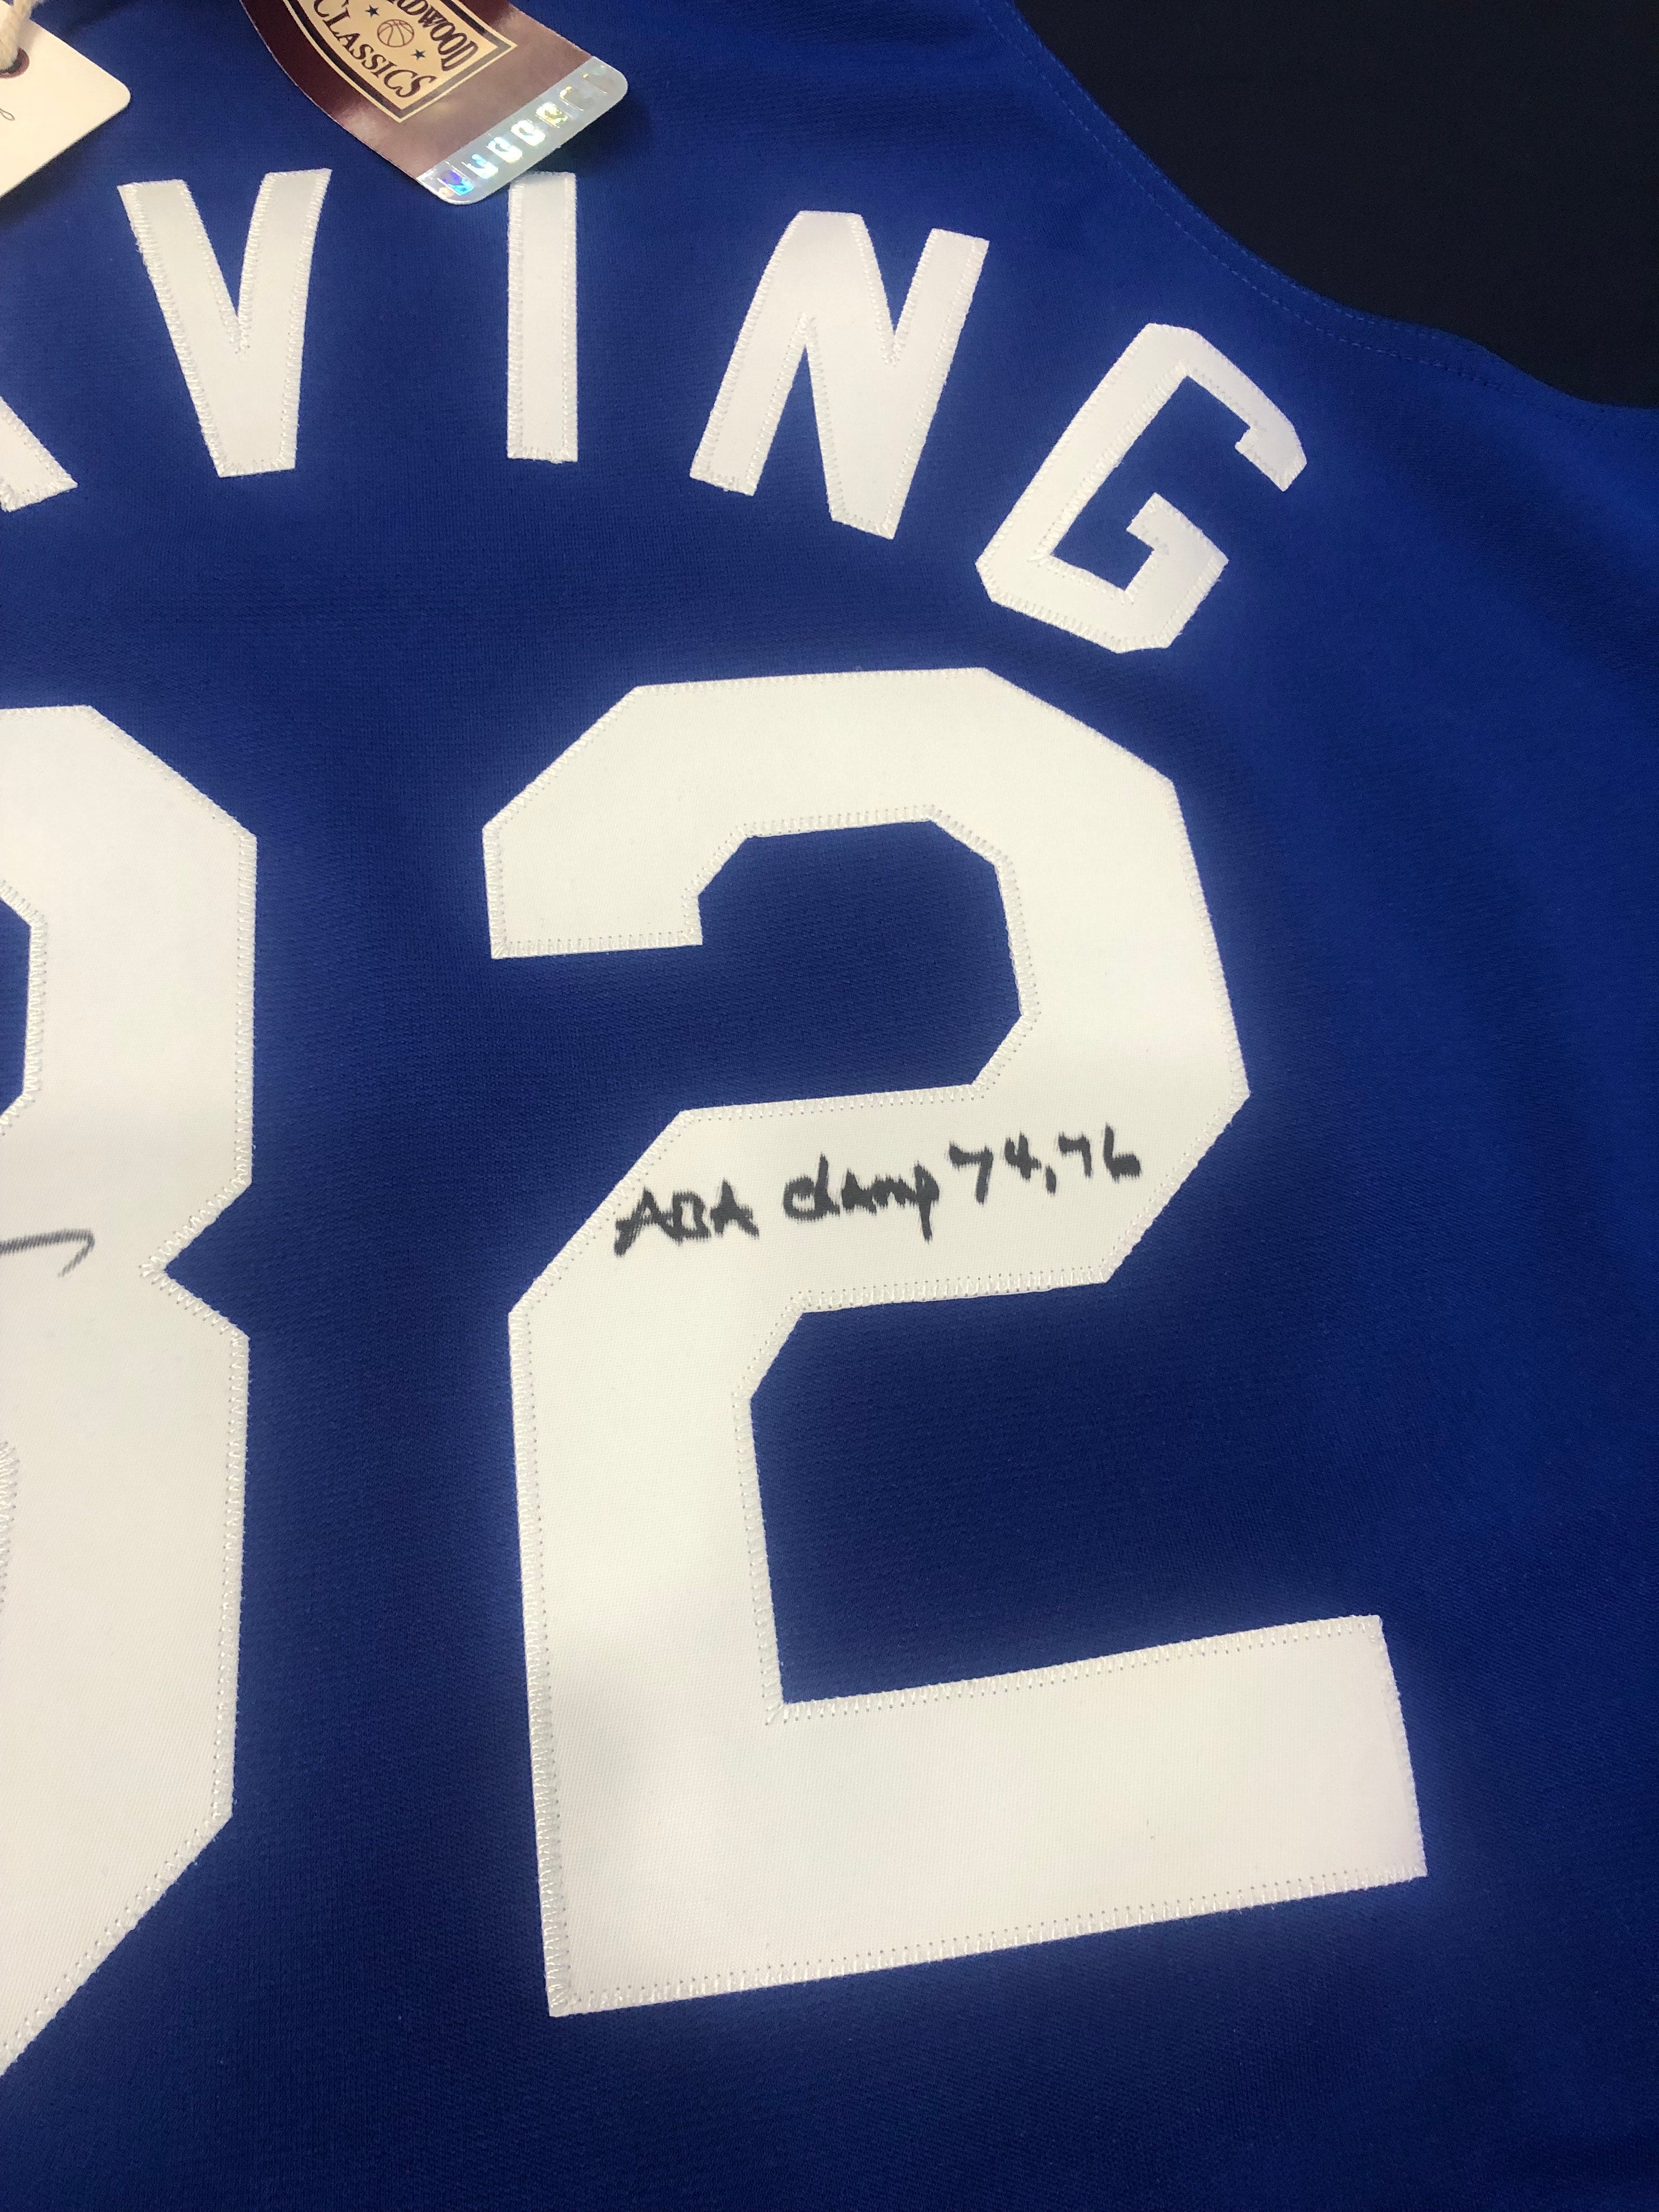 CLASSICS
VING
32
ABA champ 74, 76